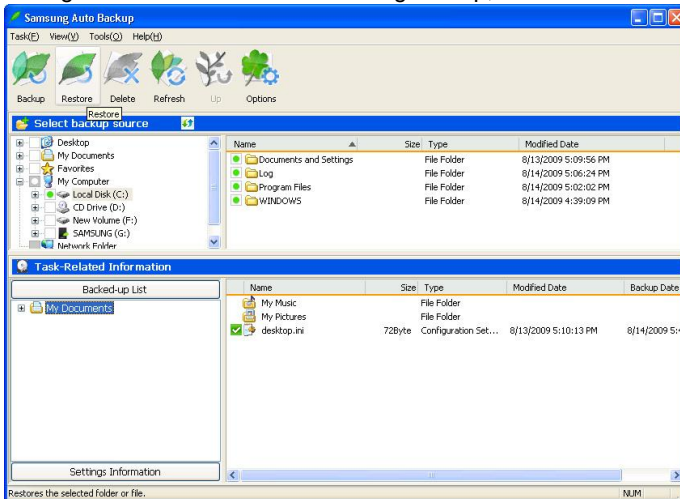 Samsung Auto Backup
Task(F) View(V) Tools(O) Help(H)
Backup Restore Delete Refresh Up Options
Restore
Select backup source
Desktop
My Documents
Favorites
My Computer
Local Disk (C:)
CD Drive (D:)
New Volume (F:)
SAMSUNG (G:)
Network Folder
Name Size Type Modified Date
Documents and Settings File Folder 8/13/2009 5:09:56 PM
Log File Folder 8/14/2009 5:06:24 PM
Program Files File Folder 8/14/2009 5:02:02 PM
WINDOWS File Folder 8/14/2009 4:39:09 PM
Task-Related Information
Backed-up List
My Documents
Settings Information
Name Size Type Modified Date Backup Date
My Music File Folder
My Pictures File Folder
desktop.ini 72Byte Configuration Set... 8/13/2009 5:10:13 PM 8/14/2009 5:4
Restores the selected folder or file. NUM